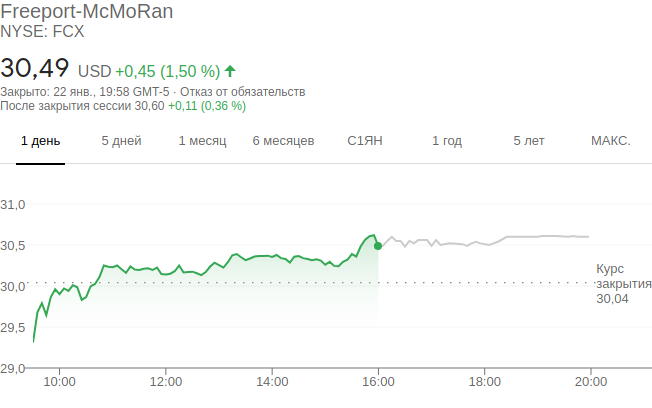 Freeport-McMoRan
NYSE: FCX
30,49 USD +0,45 (1,50 %)
Закрыто: 22 янв., 19:58 GMT-5 · Отказ от обязательств
После закрытия сессии 30,60 +0,11 (0,36 %)
1 день 5 дней 1 месяц 6 месяцев С1ЯН 1 год 5 лет МАКС.
31,0
30,5
Курс
закрытия
30,04
30,0
29,5
29,0
10:00 12:00 14:00 16:00 18:00 20:00